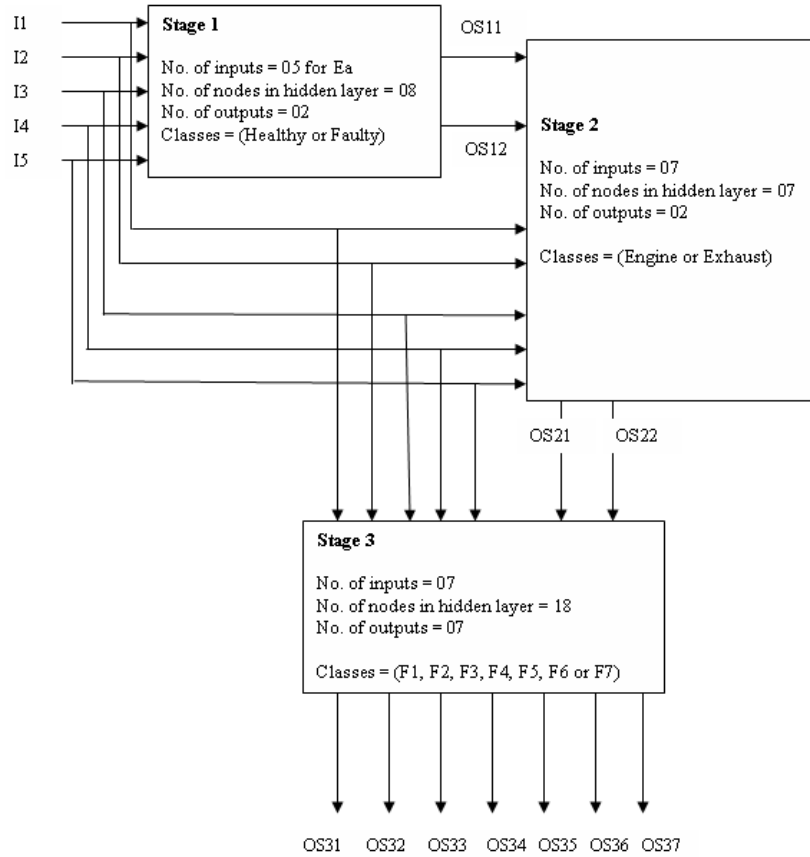 I1
I2
I3
I4
I5
Stage 1
No. of inputs = 05 for Ea
No. of nodes in hidden layer = 08
No. of outputs = 02
Classes = (Healthy or Faulty)
OS11
OS12
Stage 2
No. of inputs = 07
No. of nodes in hidden layer = 07
No. of outputs = 02
Classes = (Engine or Exhaust)
OS21
OS22
Stage 3
No. of inputs = 07
No. of nodes in hidden layer = 18
No. of outputs = 07
Classes = (F1, F2, F3, F4, F5, F6 or F7)
OS31 OS32 OS33 OS34 OS35 OS36 OS37